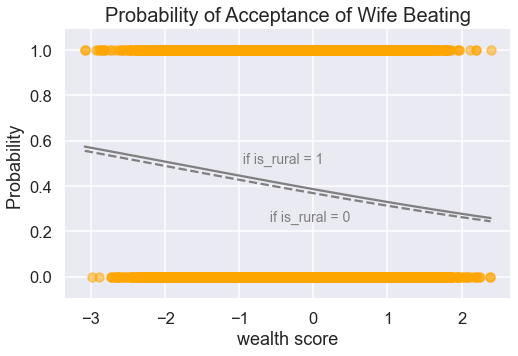 Probability of Acceptance of Wife Beating
1.0
0.8
0.6
0.4
0.2
0.0
Probability
if is_rural = 1
if is_rural = 0
−3
−2
−1
0
1
2
wealth score